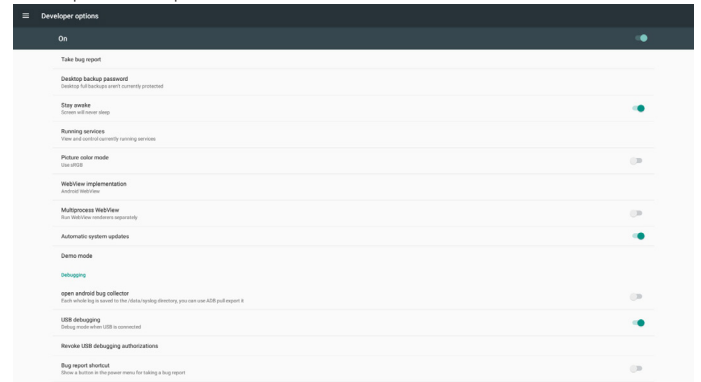 Developer options
On
Take bug report
Desktop backup password
Desktop full backups aren't currently protected
Stay awake
Screen will never sleep
Running services
View and control currently running services
Picture color mode
Use sRGB
WebView implementation
Android WebView
Multiprocess WebView
Run WebView renderers separately
Automatic system updates
Demo mode
Debugging
open android bug collector
Each whole log is saved to the /data/syslog directory, you can use ADB pull export it
USB debugging
Debug mode when USB is connected
Revoke USB debugging authorizations
Bug report shortcut
Show a button in the power menu for taking a bug report